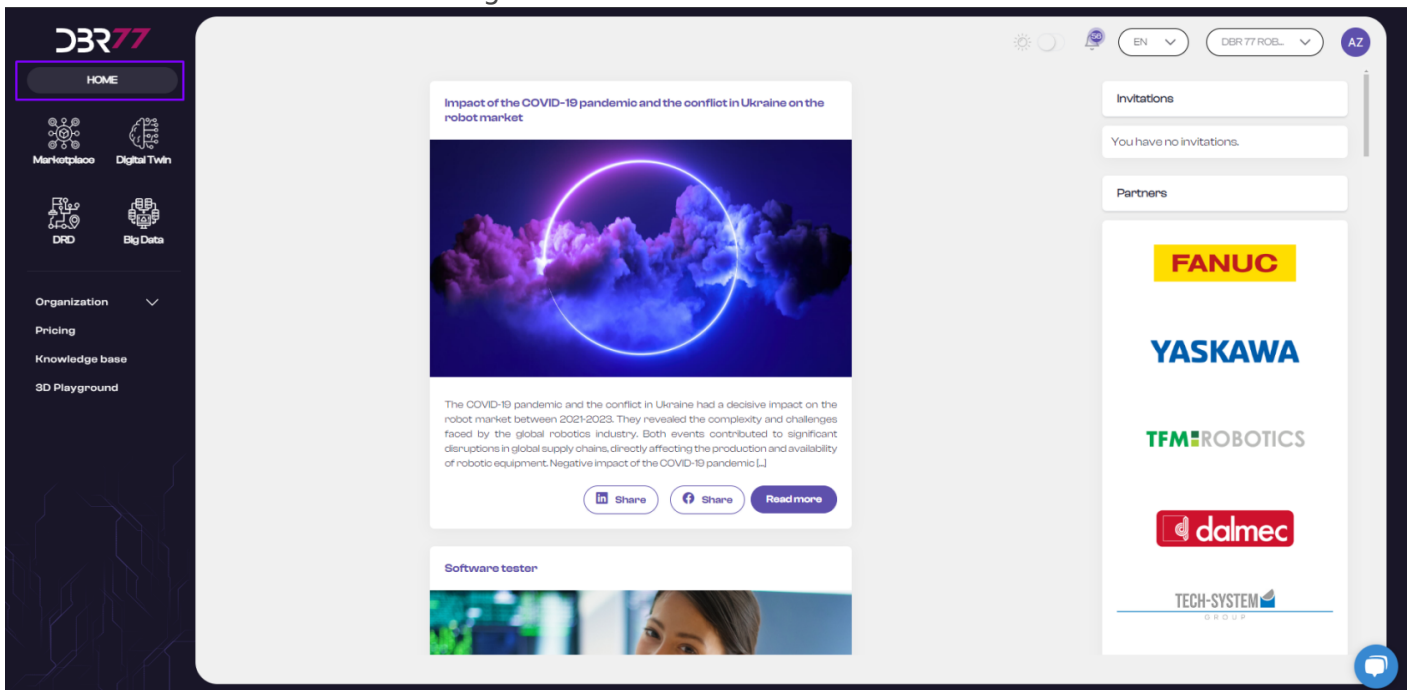 DBR77
HOME
Marketplace
Digital Twin
DRD
Big Data
Organization
Pricing
Knowledge base
3D Playground
56
EN
DBR 77 ROB...
AZ
Impact of the COVID-19 pandemic and the conflict in Ukraine on the
robot market
The COVID-19 pandemic and the conflict in Ukraine had a decisive impact on the
robot market between 2021-2023. They revealed the complexity and challenges
faced by the global robotics industry. Both events contributed to significant
disruptions in global supply chains, directly affecting the production and availability
of robotic equipment. Negative impact of the COVID-19 pandemic [...]
in Share
Share
Read more
Software tester
Invitations
You have no invitations.
Partners
FANUC
YASKAWA
TFM ROBOTICS
d dalmec
TECH-SYSTEM
GROUP